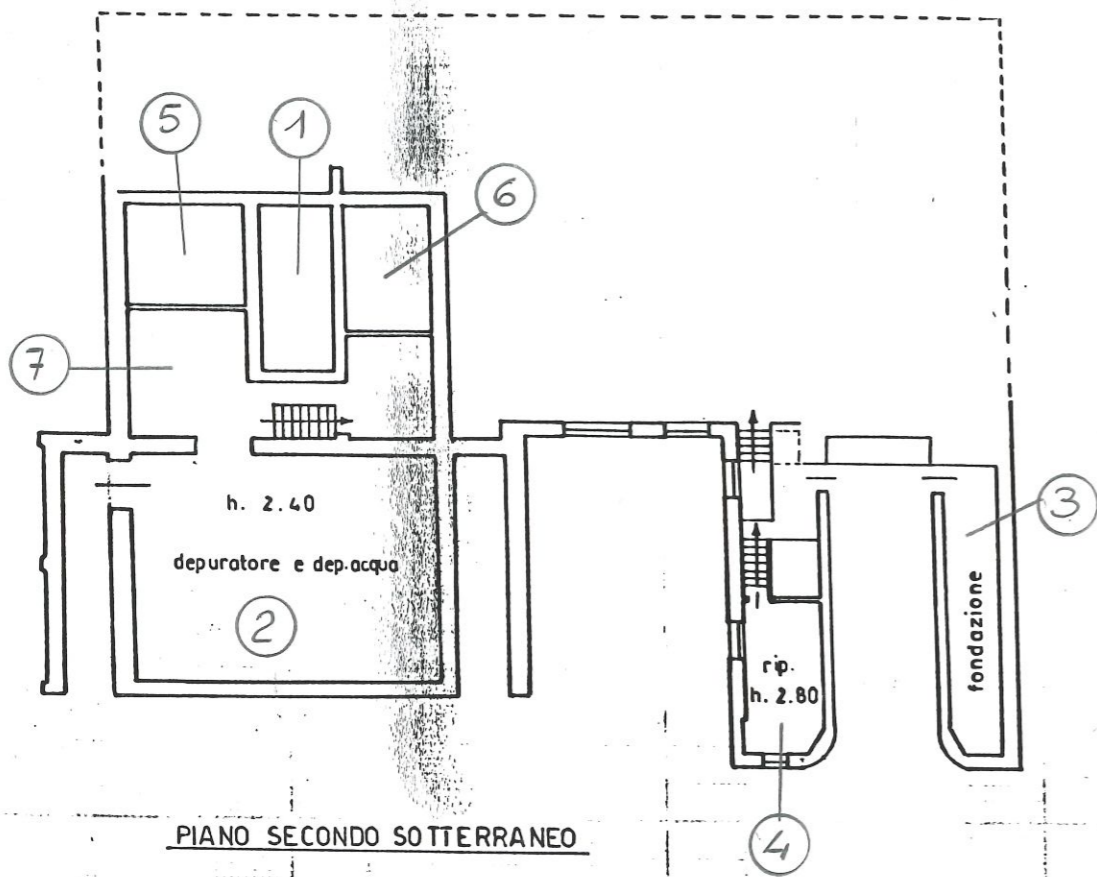 5
1
6
7
h. 2.40
depuratore e dep.acqua
2
3
fondazione
rip.
h. 2.80
4
PIANO SECONDO SOTTERRANEO